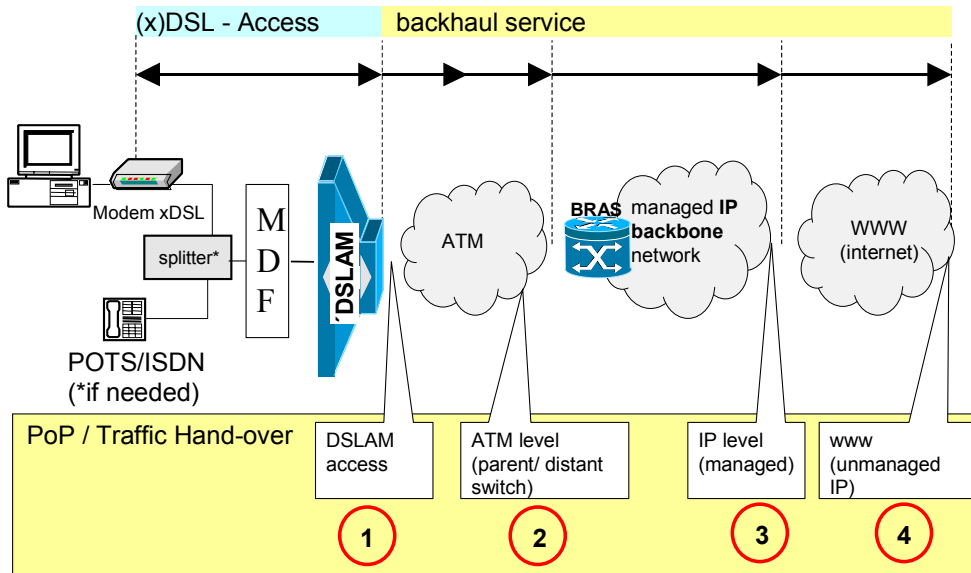 (x)DSL - Access
backhaul service
Modem xDSL
splitter*
M
D
F
´DSLAM
ATM
BRAS
managed IP
backbone
network
WWW
(internet)
POTS/ISDN
(*if needed)
PoP / Traffic Hand-over
DSLAM
access
ATM level
(parent/ distant
switch)
IP level
(managed)
www
(unmanaged
IP)
1
2
3
4